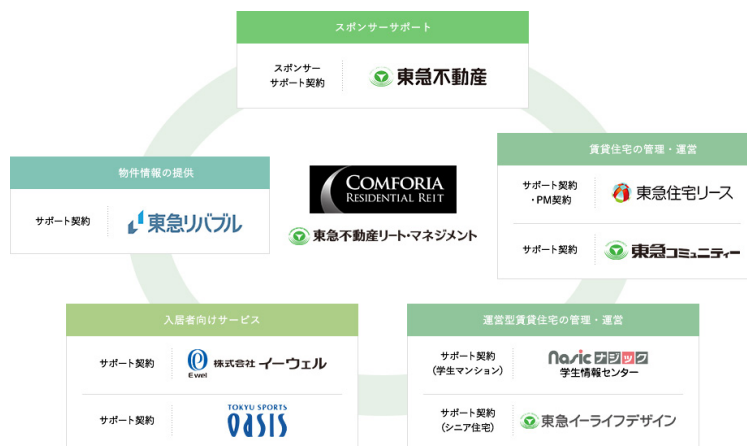 スポンサーサポート
スポンサー
サポート契約
東急不動産
物件情報の提供
サポート契約
東急リバブル
COMFORIA
RESIDENTIAL REIT
東急不動産リート・マネジメント
賃貸住宅の管理・運営
サポート契約
・PM契約
東急住宅リース
サポート契約
東急コミュニティー
入居者向けサービス
サポート契約
e
Ewel
株式会社イーウェル
サポート契約
TOKYU SPORTS
OASIS
運営型賃貸住宅の管理・運営
サポート契約
(学生マンション)
Nasic ナジック
学生情報センター
サポート契約
(シニア住宅)
東急イーライフデザイン